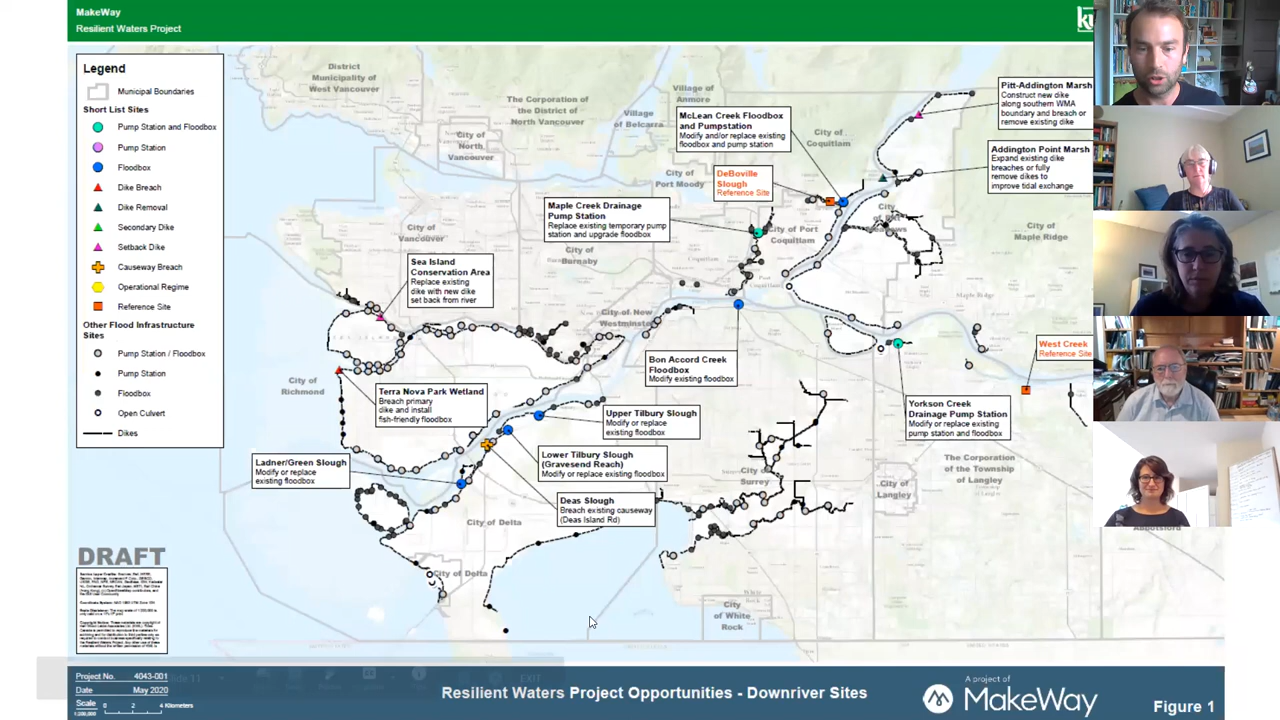 MakeWay
Resilient Waters Project
Legend
Municipal Boundaries
Short List Sites
Pump Station and Floodbox
Pump Station
Floodbox
Dike Breach
Dike Removal
Secondary Dike
Setback Dike
Causeway Breach
Operational Regime
Reference Site
Other Flood Infrastructure
Sites
Pump Station / Floodbox
Pump Station
Floodbox
Open Culvert
Dikes
District
Municipality of
West Vancouver
The Corporation of
the District of
North Vancouver
City of
North
Vancouver
Village of
Belcarra
Village of
Anmore
City of
Port Moody
City of
Coquitlam
City of
Vancouver
City of
Burnaby
City of Port
Coquitlam
City of
Maple Ridge
City of New
Westminster
City of
Richmond
City of Delta
City of Delta
City of
Surrey
City of
Langley
The Corporation of
the Township of
Langley
City
of White
Rock
McLean Creek Floodbox
and Pumpstation
Modify and/or replace existing
floodbox and pump station
Pitt-Addington Marsh
Construct new dike
along southern WMA
boundary and breach or
remove existing dike
Addington Point Marsh
Expand existing dike
breaches or fully
remove dikes to
improve tidal exchange
DeBoville
Slough
Reference Site
Maple Creek Drainage
Pump Station
Replace existing temporary pump
station and upgrade floodbox
Sea Island
Conservation Area
Replace existing
dike with new dike
set back from river
West Creek
Reference Site
Bon Accord Creek
Floodbox
Modify existing floodbox
Terra Nova Park Wetland
Breach primary
dike and install
fish-friendly floodbox
Yorkson Creek
Drainage Pump Station
Modify or replace existing
pump station and floodbox
Upper Tilbury Slough
Modify or replace
existing floodbox
Lower Tilbury Slough
(Gravesend Reach)
Modify or replace existing floodbox
Ladner/Green Slough
Modify or replace
existing floodbox
Deas Slough
Breach existing causeway
(Deas Island Rd)
DRAFT
Slide 11
EXIT
Project No. 4043-001
Date May 2020
Scale 0 2 4 Kilometers
Resilient Waters Project Opportunities - Downriver Sites
A project of
MakeWay
Figure 1